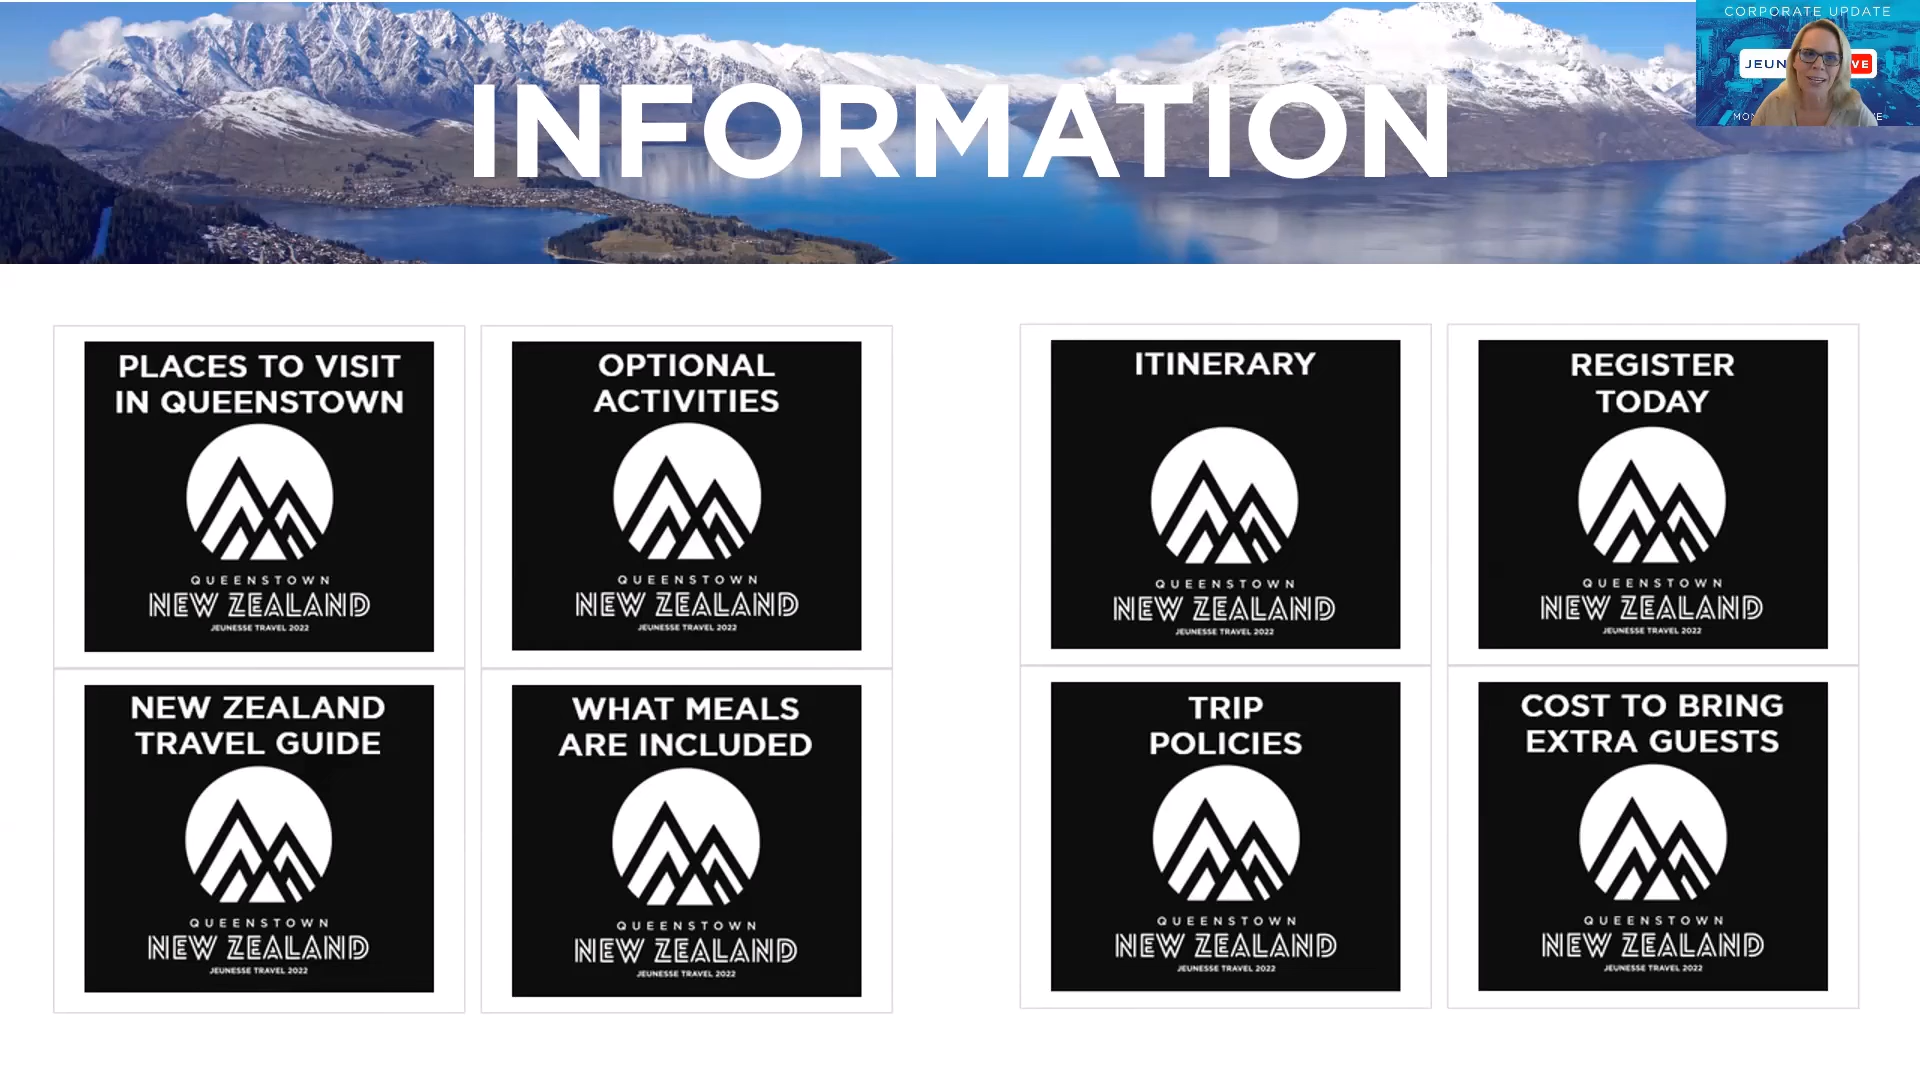 CORPORATE UPDATE
JEUN VE
INFORMATION
PLACES TO VISIT
IN QUEENSTOWN
QUEENSTOWN
NEW ZEALAND
JEUNESSE TRAVEL 2022
OPTIONAL
ACTIVITIES
QUEENSTOWN
NEW ZEALAND
JEUNESSE TRAVEL 2022
ITINERARY
QUEENSTOWN
NEW ZEALAND
JEUNESSE TRAVEL 2022
REGISTER
TODAY
QUEENSTOWN
NEW ZEALAND
JEUNESSE TRAVEL 2022
NEW ZEALAND
TRAVEL GUIDE
QUEENSTOWN
NEW ZEALAND
JEUNESSE TRAVEL 2022
WHAT MEALS
ARE INCLUDED
QUEENSTOWN
NEW ZEALAND
JEUNESSE TRAVEL 2022
TRIP
POLICIES
QUEENSTOWN
NEW ZEALAND
JEUNESSE TRAVEL 2022
COST TO BRING
EXTRA GUESTS
QUEENSTOWN
NEW ZEALAND
JEUNESSE TRAVEL 2022